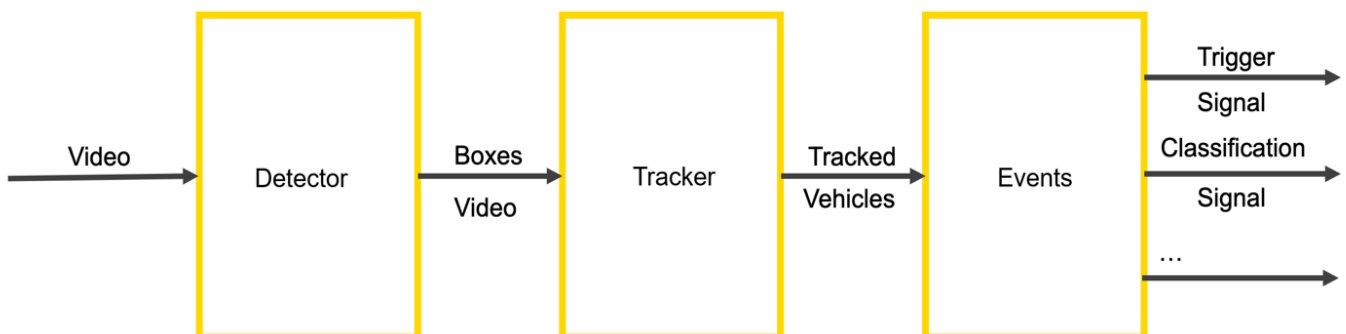 Video
Detector
Boxes
Video
Tracker
Tracked
Vehicles
Events
Trigger
Signal
Classification
Signal
...